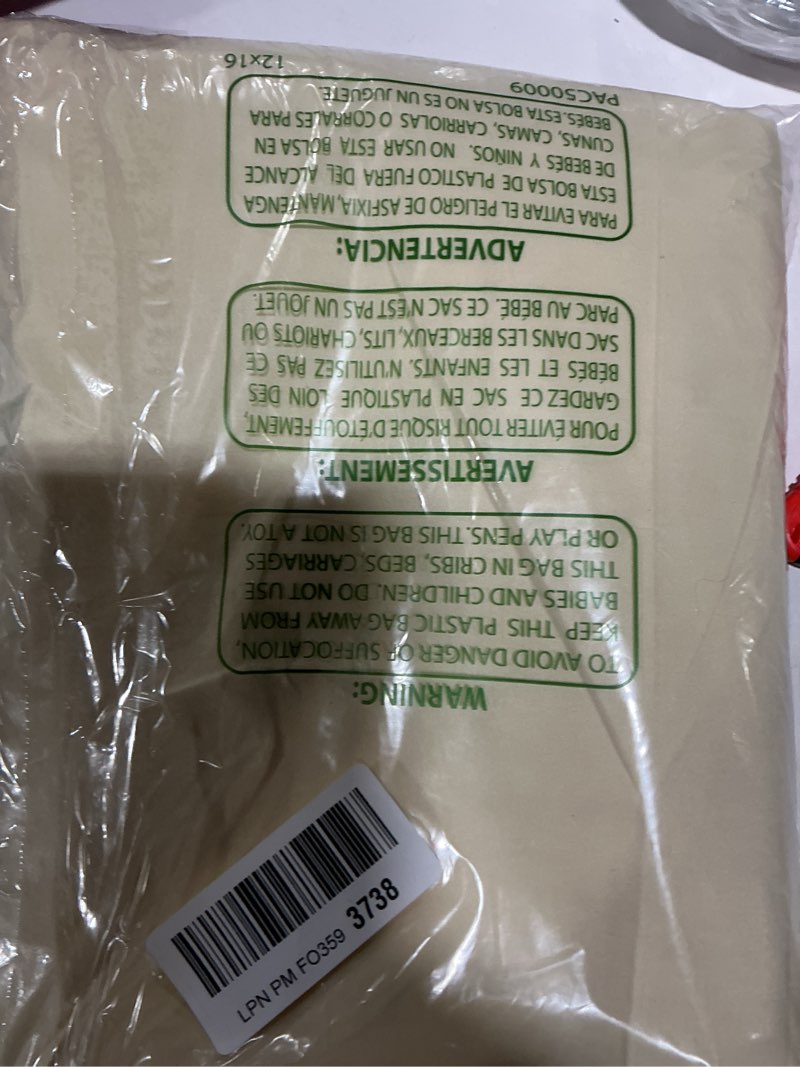 WARNING:
TO AVOID DANGER OF SUFFOCATION,
KEEP THIS PLASTIC BAG AWAY FROM
BABIES AND CHILDREN. DO NOT USE
THIS BAG IN CRIBS, BEDS, CARRIAGES
OR PLAY PENS. THIS BAG IS NOT A TOY.
AVERTISSEMENT:
POUR ÉVITER TOUT RISQUE D'ÉTOUFFEMENT,
GARDEZ CE SAC EN PLASTIQUE LOIN DES
BÉBÉS ET LES ENFANTS. N'UTILISEZ PAS CE
SAC DANS LES BERCEAUX, LITS, CHARIOTS OU
PARC AU BÉBÉ. CE SAC N'EST PAS UN JOUET.
ADVERTENCIA:
PARA EVITAR EL PELIGRO DE ASFIXIA, MANTENGA
ESTA BOLSA DE PLASTICO FUERA DEL ALCANCE
DE BEBÉS Y NIÑOS. NO USAR ESTA BOLSA EN
CUNAS, CAMAS, CARRIOLAS O CORRALES PARA
BEBES. ESTA BOLSA NO ES UN JUGUETE.
PAC50009
12x16
LPN PM FO359 3738